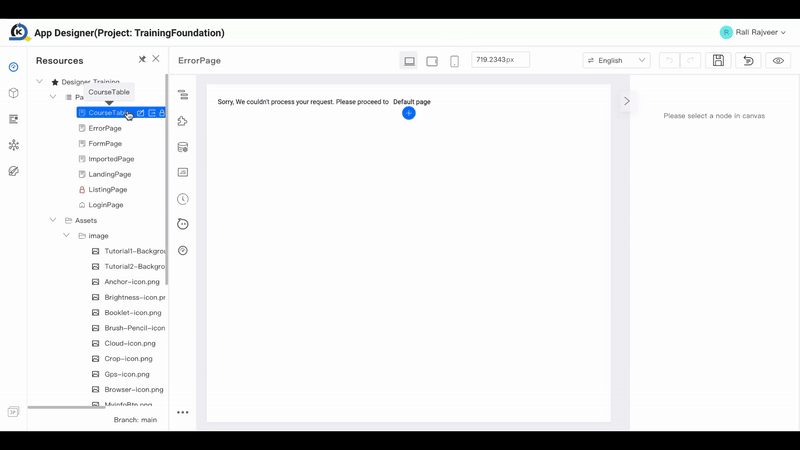 App Designer(Project: TrainingFoundation)
Rall Rajveer
Resources
ErrorPage
719.2343px
English
Designer Training
CourseTable
CourseTable
ErrorPage
FormPage
ImportedPage
LandingPage
ListingPage
LoginPage
Assets
image
Tutorial1-Backgrou
Tutorial2-Backgro
Anchor-icon.png
Brightness-icon.pr
Booklet-icon.png
Brush-Pencil-icon
Cloud-icon.png
Crop-icon.png
Gps-icon.png
Browser-icon.png
MyinfoBtn.png
Branch: main
Sorry, We couldn't process your request. Please proceed to Default page
Please select a node in canvas